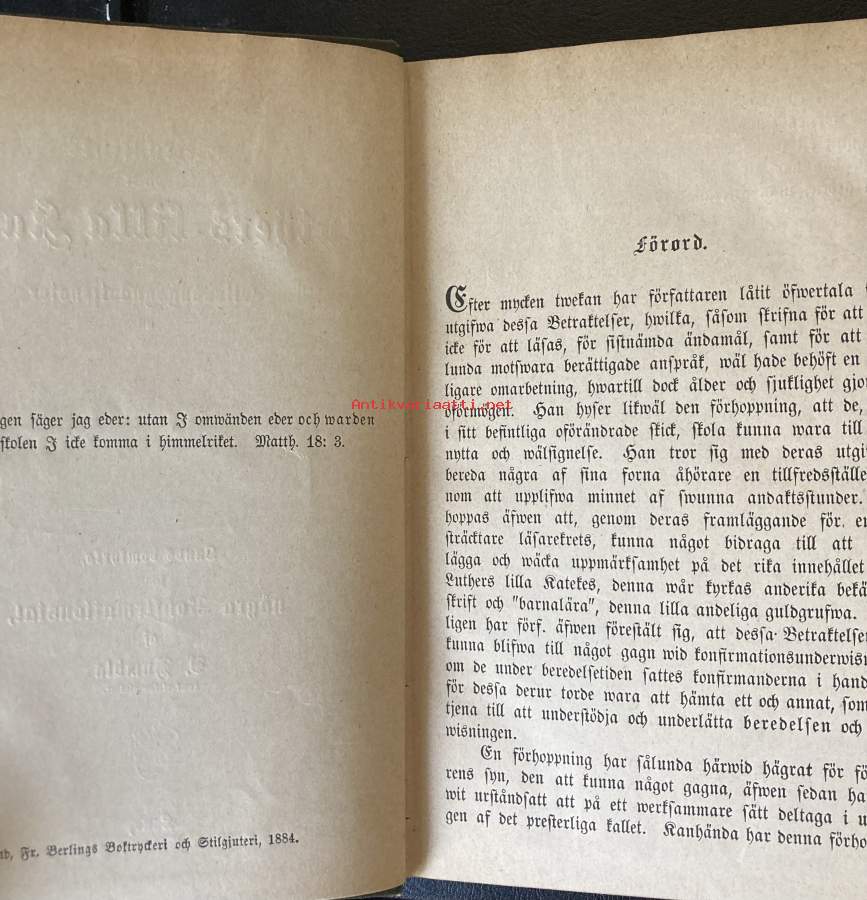 gen säger jag eder: utan J omwänden eder och warden
skolen J icke komma i himmelriket. Matth. 18: 3.
Fr. Berlings Boktryckeri och Stilgjuteri, 1884.
Antikvariaatti.net
Förord.
Efter mycken twekan har författaren låtit öfwertala
utgifwa dessa Betraktelser, hwilka, såsom skrifna för att
icke för att läsas, för sistnämda ändamål, samt för att
lunda motswara berättigade anspråk, wäl hade behöft en
ligare omarbetning, hwartill dock ålder och sjuklighet gjor
oförmögen. Han hyser likwäl den förhoppning, att de,
i sitt befintliga oförändrade skick, skola kunna wara till
nytta och wälsignelse. Han tror sig med deras utgi
bereda några af sina forna åhörare en tillfredsställe
nom att upplifwa minnet af swunna andaktsstunder.
hoppas äfwen att, genom deras framläggande för en
sträcktare läsarekrets, kunna något bidraga till att
lägga och wäcka uppmärksamhet på det rika innehållet
Luthers lilla Katekes, denna wår kyrkas anderika bekä
skrift och "barnalära", denna lilla andeliga guldgrufwa.
ligen har förf. äfwen föreställt sig, att dessa Betraktelser
kunna blifwa till något gagn wid konfirmationsunderwisn
om de under beredelsetiden sattes konfirmanderna i hand
för dessa derur torde wara att hämta ett och annat, som
tjena till att understödja och underlätta beredelsen och
wisningen.
En förhoppning har sålunda härwid hägrat för fö
rens syn, den att kunna något gagna, äfwen sedan ha
wit urståndsatt att på ett werksammare sätt deltaga i u
gen af det presterliga kallet. Kanhända har denna förho